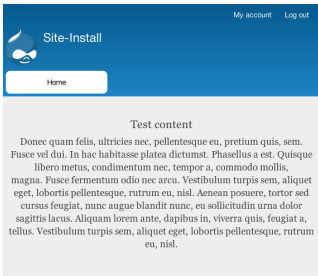 My account Log out
Site-Install
Home
Test content
Donec quam felis, ultricies nec, pellentesque eu, pretium quis, sem.
Fusce vel dui. In hac habitasse platea dictumst. Phasellus a est. Quisque
libero metus, condimentum nec, tempor a, commodo mollis,
magna. Fusce fermentum odio nec arcu. Vestibulum turpis sem, aliquet
eget, lobortis pellentesque, rutrum eu, nisl. Aenean posuere, tortor sed
cursus feugiat, nunc augue blandit nunc, eu sollicitudin urna dolor
sagittis lacus. Aliquam lorem ante, dapibus in, viverra quis, feugiat a,
tellus. Vestibulum turpis sem, aliquet eget, lobortis pellentesque, rutrum
eu, nisl.